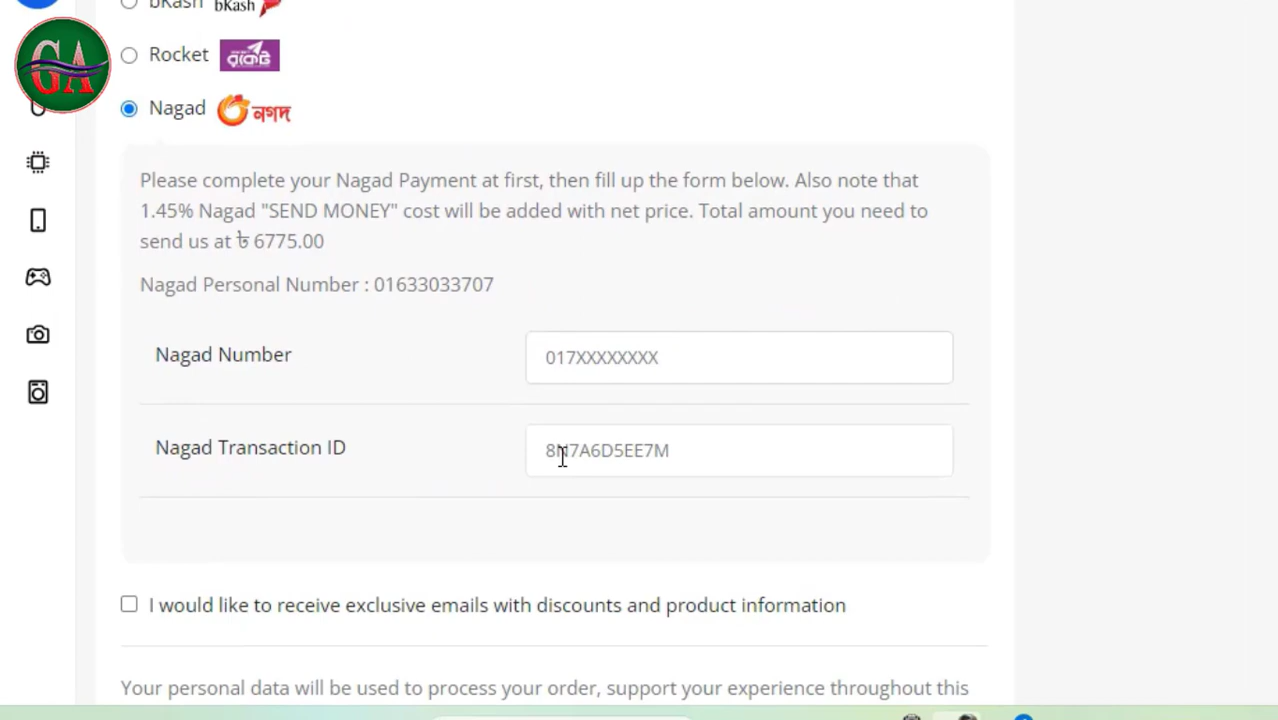 bKash bKash
GA
Rocket রকেট
Nagad নগদ
Please complete your Nagad Payment at first, then fill up the form below. Also note that
1.45% Nagad "SEND MONEY" cost will be added with net price. Total amount you need to
send us at ৳ 6775.00
Nagad Personal Number : 01633033707
Nagad Number 017XXXXXXXX
Nagad Transaction ID 8N7A6D5EE7M
I would like to receive exclusive emails with discounts and product information
Your personal data will be used to process your order, support your experience throughout this